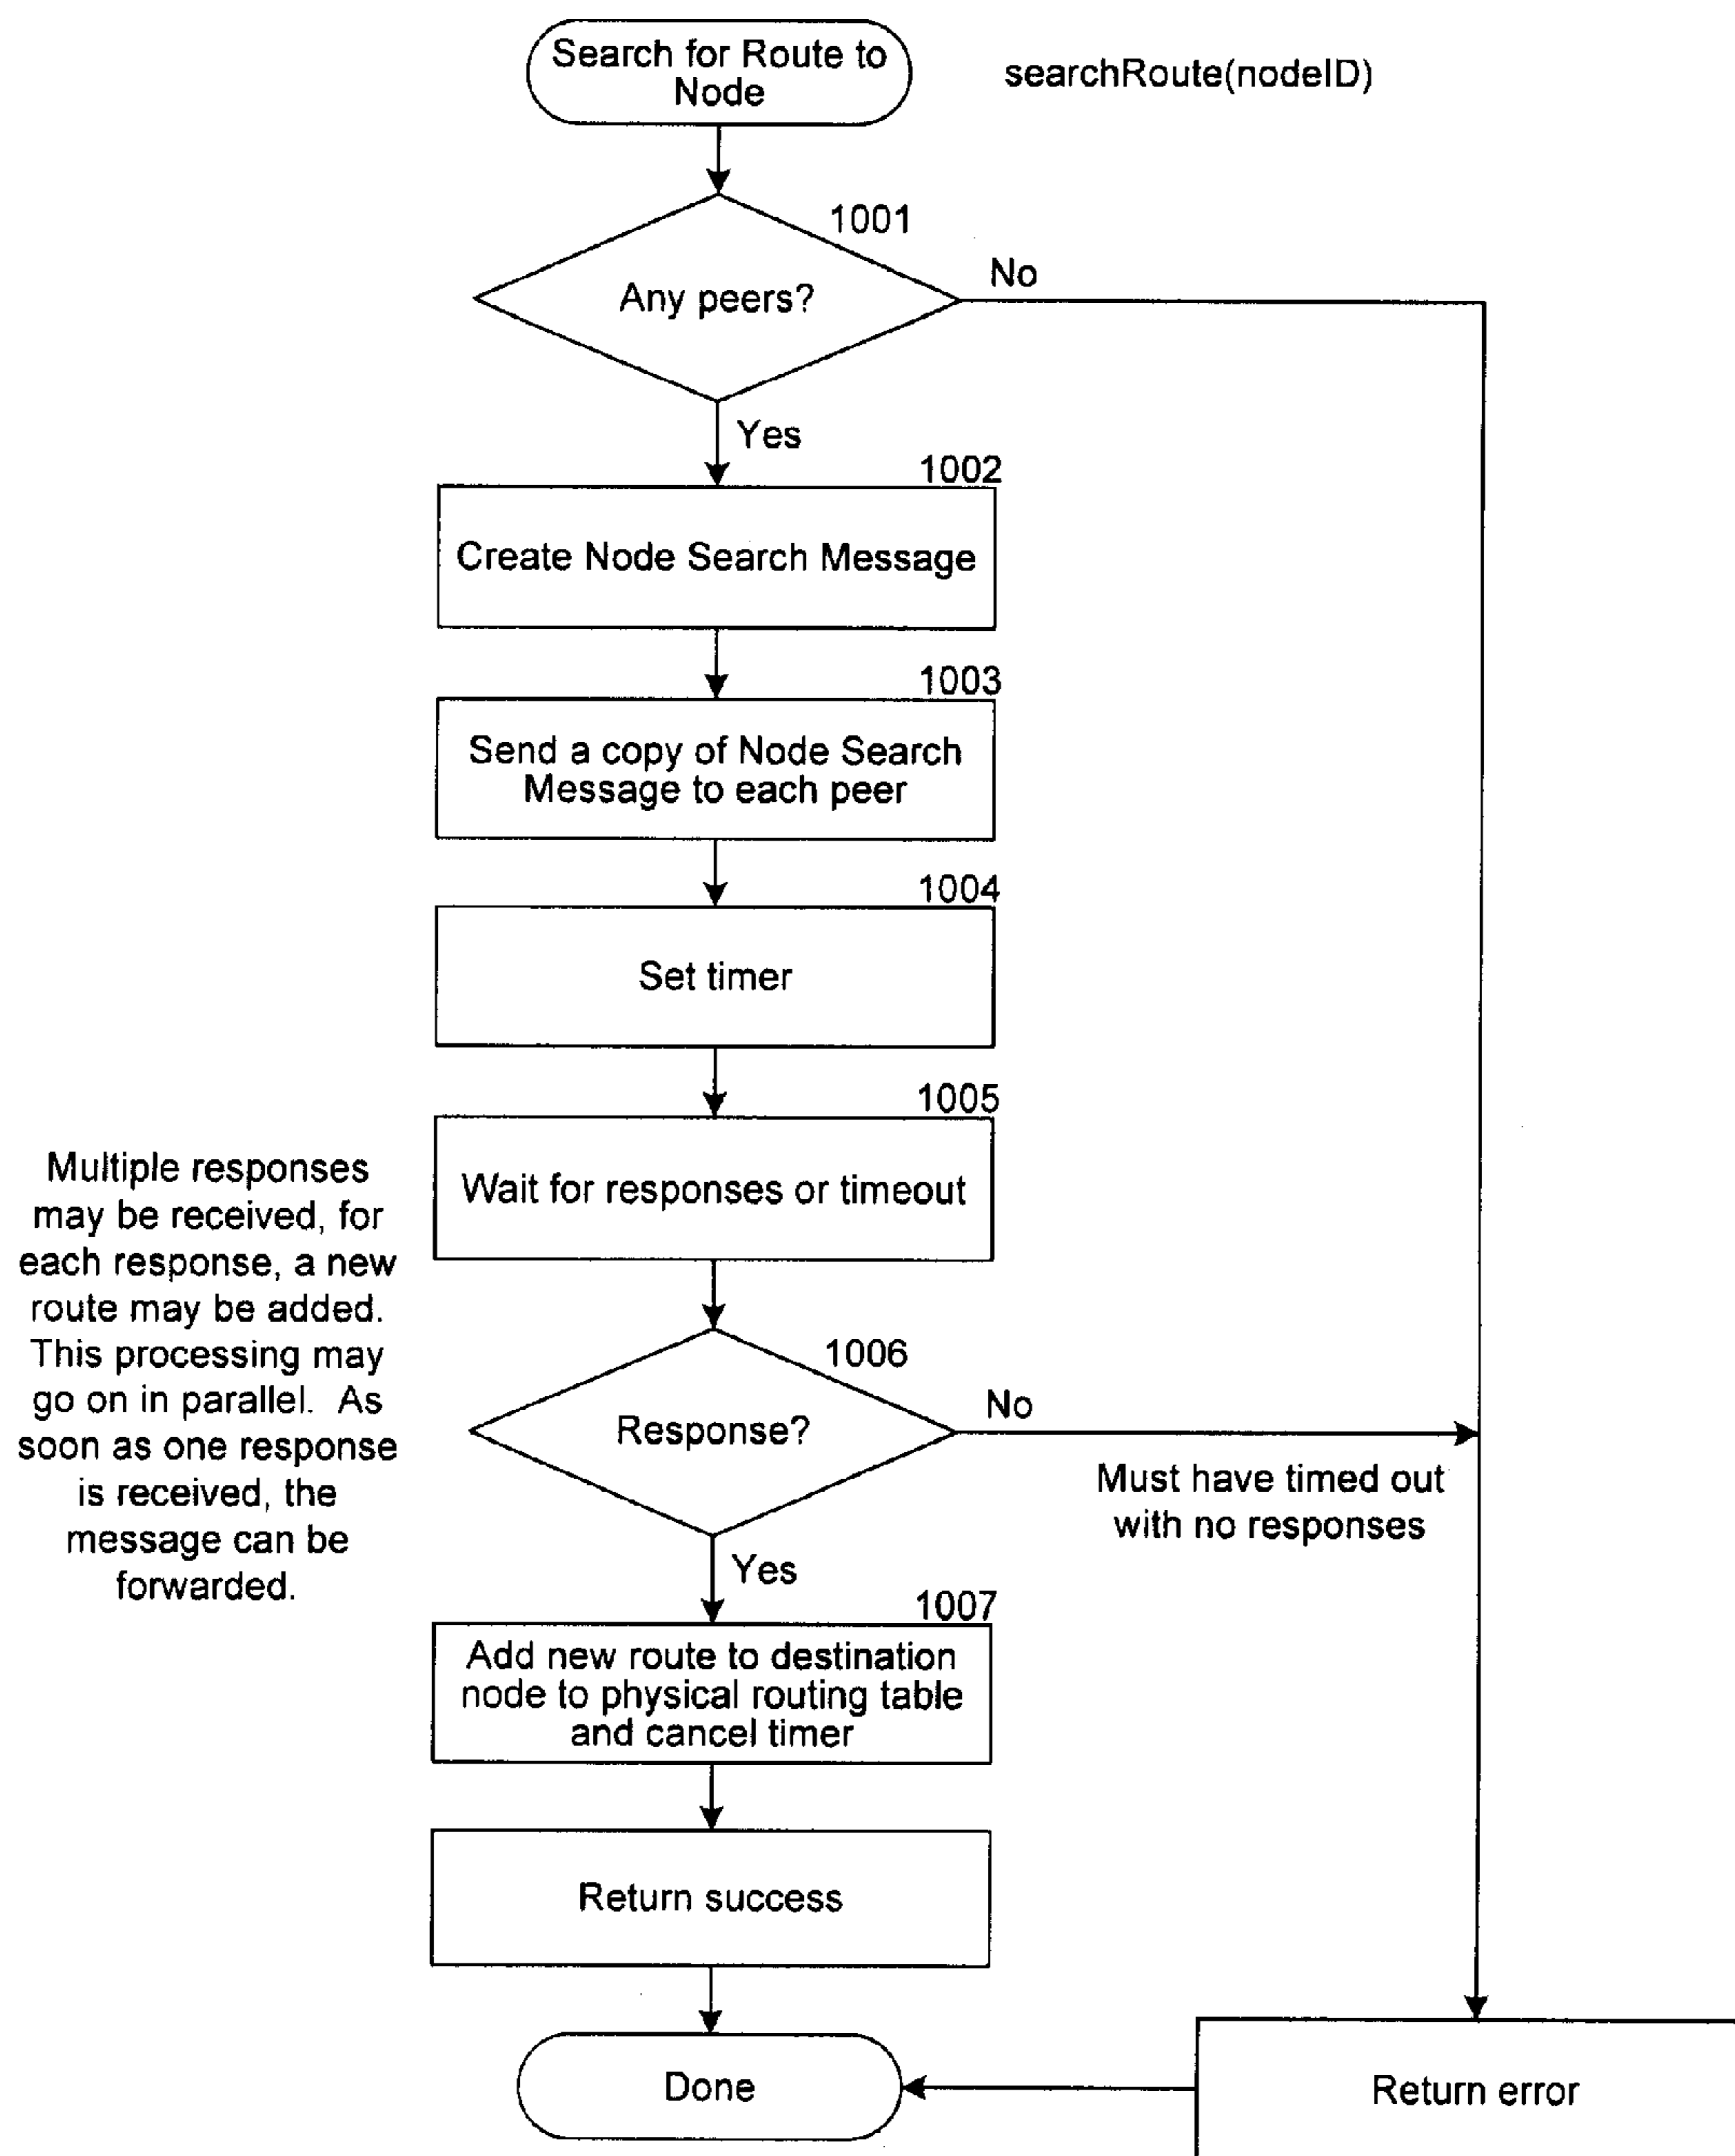 Search for Route to
Node
searchRoute(nodeID)
1001
Any peers?
No
Yes
1002
Create Node Search Message
1003
Send a copy of Node Search
Message to each peer
1004
Set timer
1005
Wait for responses or timeout
Multiple responses
may be received, for
each response, a new
route may be added.
This processing may
go on in parallel. As
soon as one response
is received, the
message can be
forwarded.
1006
Response?
No
Must have timed out
with no responses
Yes
1007
Add new route to destination
node to physical routing table
and cancel timer
Return success
Done
Return error